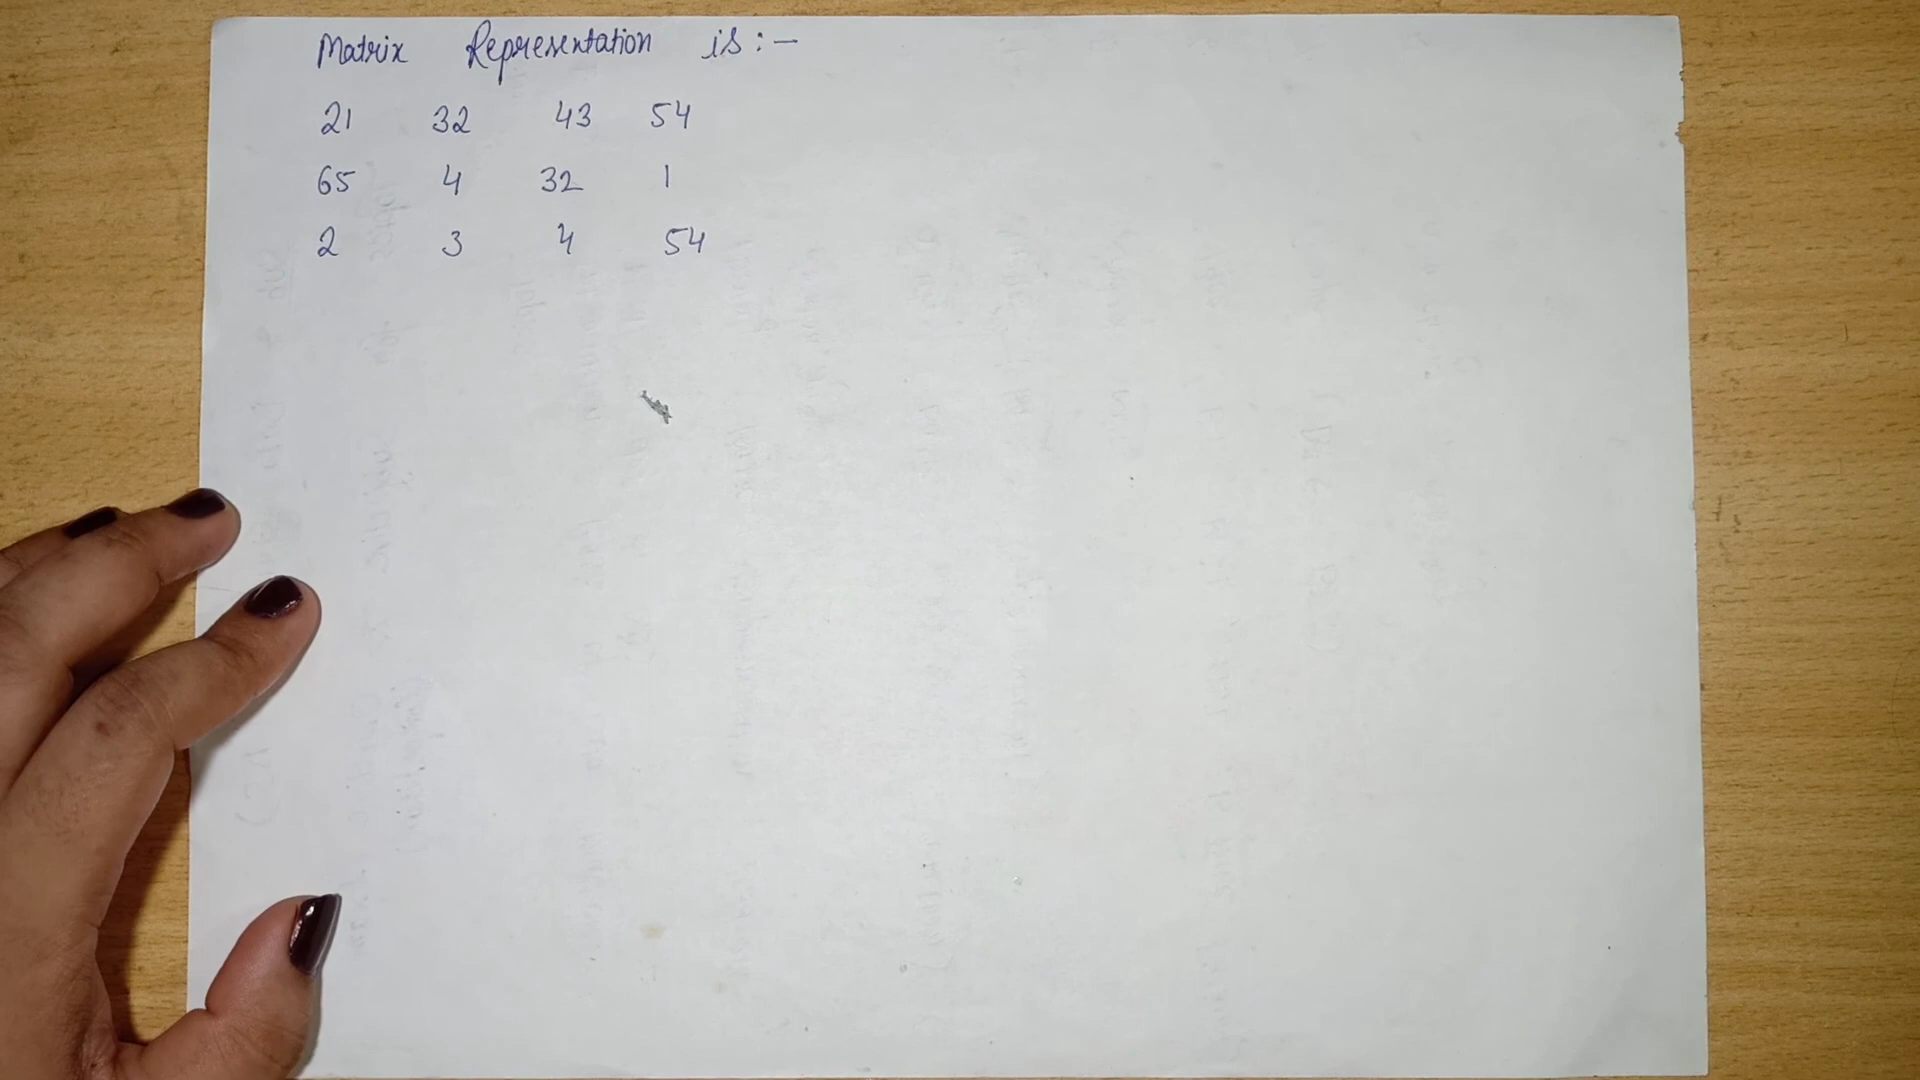 Matrix Representation is :-
21 32 43 54
65 4 32 1
2 3 4 54